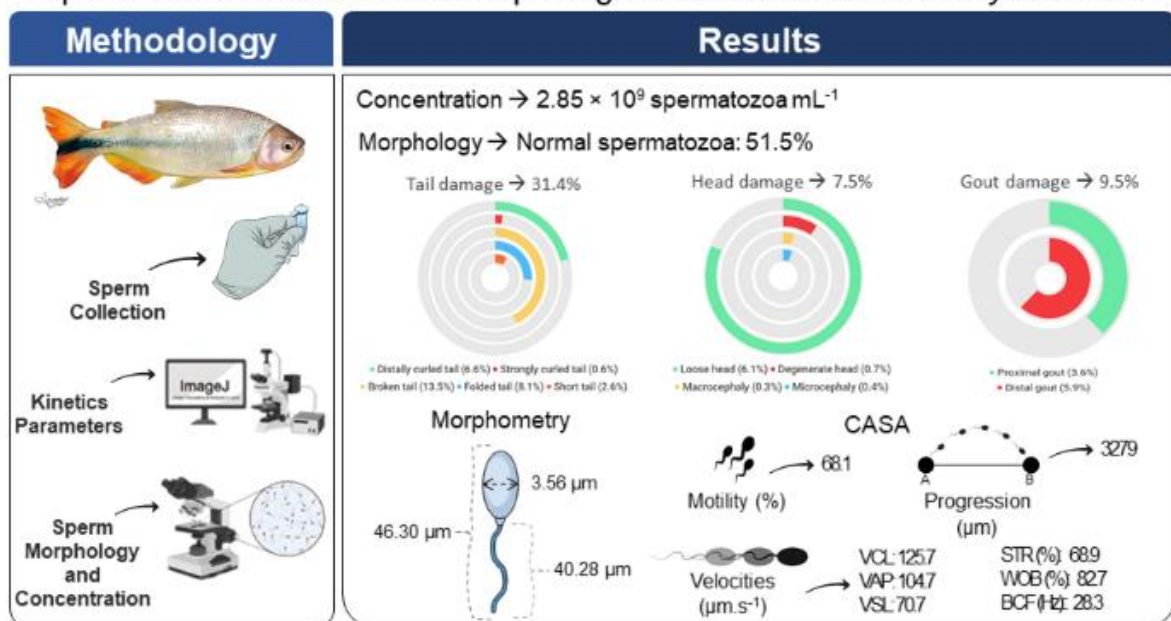 Methodology
Results
Sperm
Collection
ImageJ
Kinetics
Parameters
Sperm
Morphology
and
Concentration
Concentration → 2.85 × 10⁹ spermatozoa mL⁻¹
Morphology → Normal spermatozoa: 51.5%
Tail damage → 31.4%
Head damage → 7.5%
Gout damage → 9.5%
Distally curled tail (6.6%) Strongly curled tail (0.6%)
Broken tail (13.5%) Folded tail (8.1%) Short tail (2.6%)
Loose head (6.1%) Degenerate head (0.7%)
Macrocephaly (0.3%) Microcephaly (0.4%)
Proximal gout (3.6%)
Distal gout (5.9%)
Morphometry
3.56 μm
46.30 μm
40.28 μm
CASA
68.1
Motility (%)
A
B
3279
Progression
(μm)
Velocities
(μm.s⁻¹)
VCL: 125.7
VAP: 104.7
VSL: 70.7
STR (%): 68.9
WOB (%): 82.7
BCF (Hz): 28.3